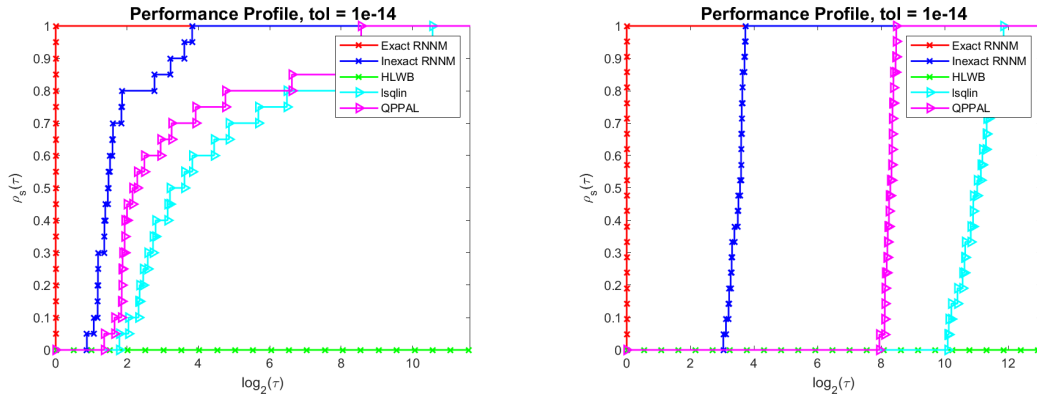 Performance Profile, tol = 1e-14
1
0.9
0.8
0.7
0.6
0.5
0.4
0.3
0.2
0.1
0
ρs(τ)
Exact RNNM
Inexact RNNM
HLWB
lsqlin
QPPAL
0 2 4 6 8 10
log2(τ)
Performance Profile, tol = 1e-14
1
0.9
0.8
0.7
0.6
0.5
0.4
0.3
0.2
0.1
0
ρs(τ)
Exact RNNM
Inexact RNNM
HLWB
lsqlin
QPPAL
0 2 4 6 8 10 12
log2(τ)